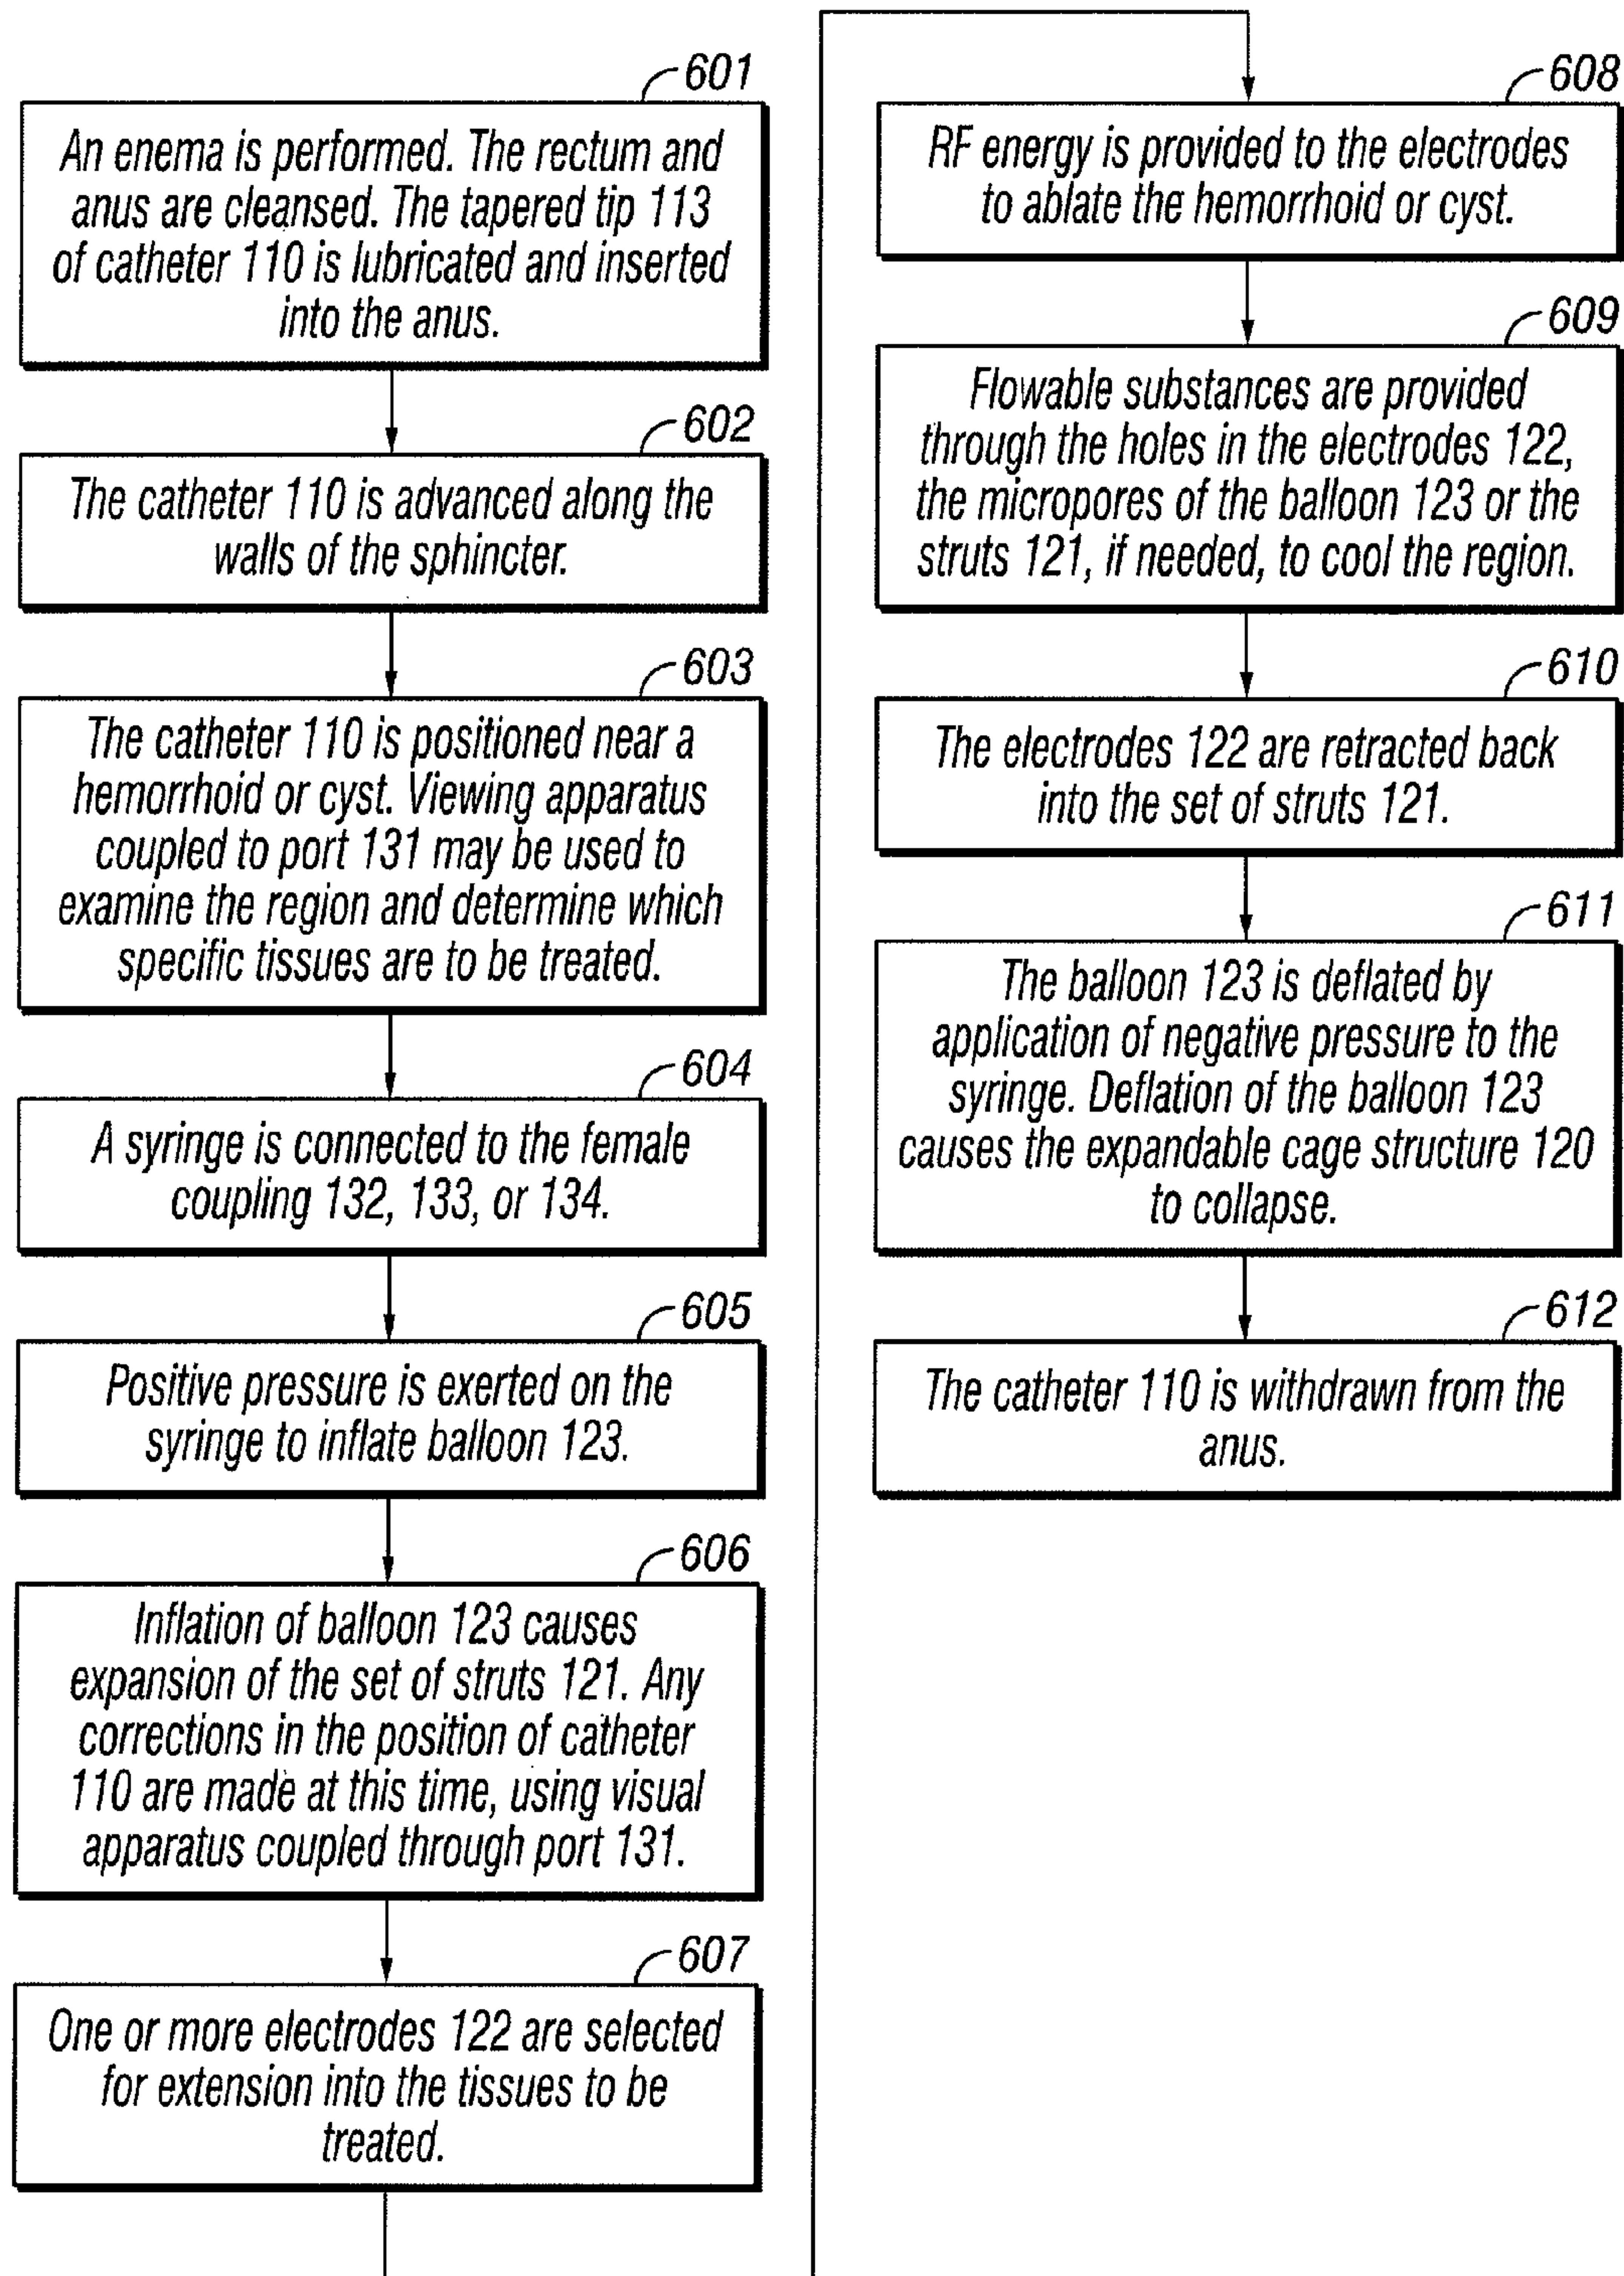 601
An enema is performed. The rectum and
anus are cleansed. The tapered tip 113
of catheter 110 is lubricated and inserted
into the anus.
602
The catheter 110 is advanced along the
walls of the sphincter.
603
The catheter 110 is positioned near a
hemorrhoid or cyst. Viewing apparatus
coupled to port 131 may be used to
examine the region and determine which
specific tissues are to be treated.
604
A syringe is connected to the female
coupling 132, 133, or 134.
605
Positive pressure is exerted on the
syringe to inflate balloon 123.
606
Inflation of balloon 123 causes
expansion of the set of struts 121. Any
corrections in the position of catheter
110 are made at this time, using visual
apparatus coupled through port 131.
607
One or more electrodes 122 are selected
for extension into the tissues to be
treated.
608
RF energy is provided to the electrodes
to ablate the hemorrhoid or cyst.
609
Flowable substances are provided
through the holes in the electrodes 122,
the micropores of the balloon 123 or the
struts 121, if needed, to cool the region.
610
The electrodes 122 are retracted back
into the set of struts 121.
611
The balloon 123 is deflated by
application of negative pressure to the
syringe. Deflation of the balloon 123
causes the expandable cage structure 120
to collapse.
612
The catheter 110 is withdrawn from the
anus.